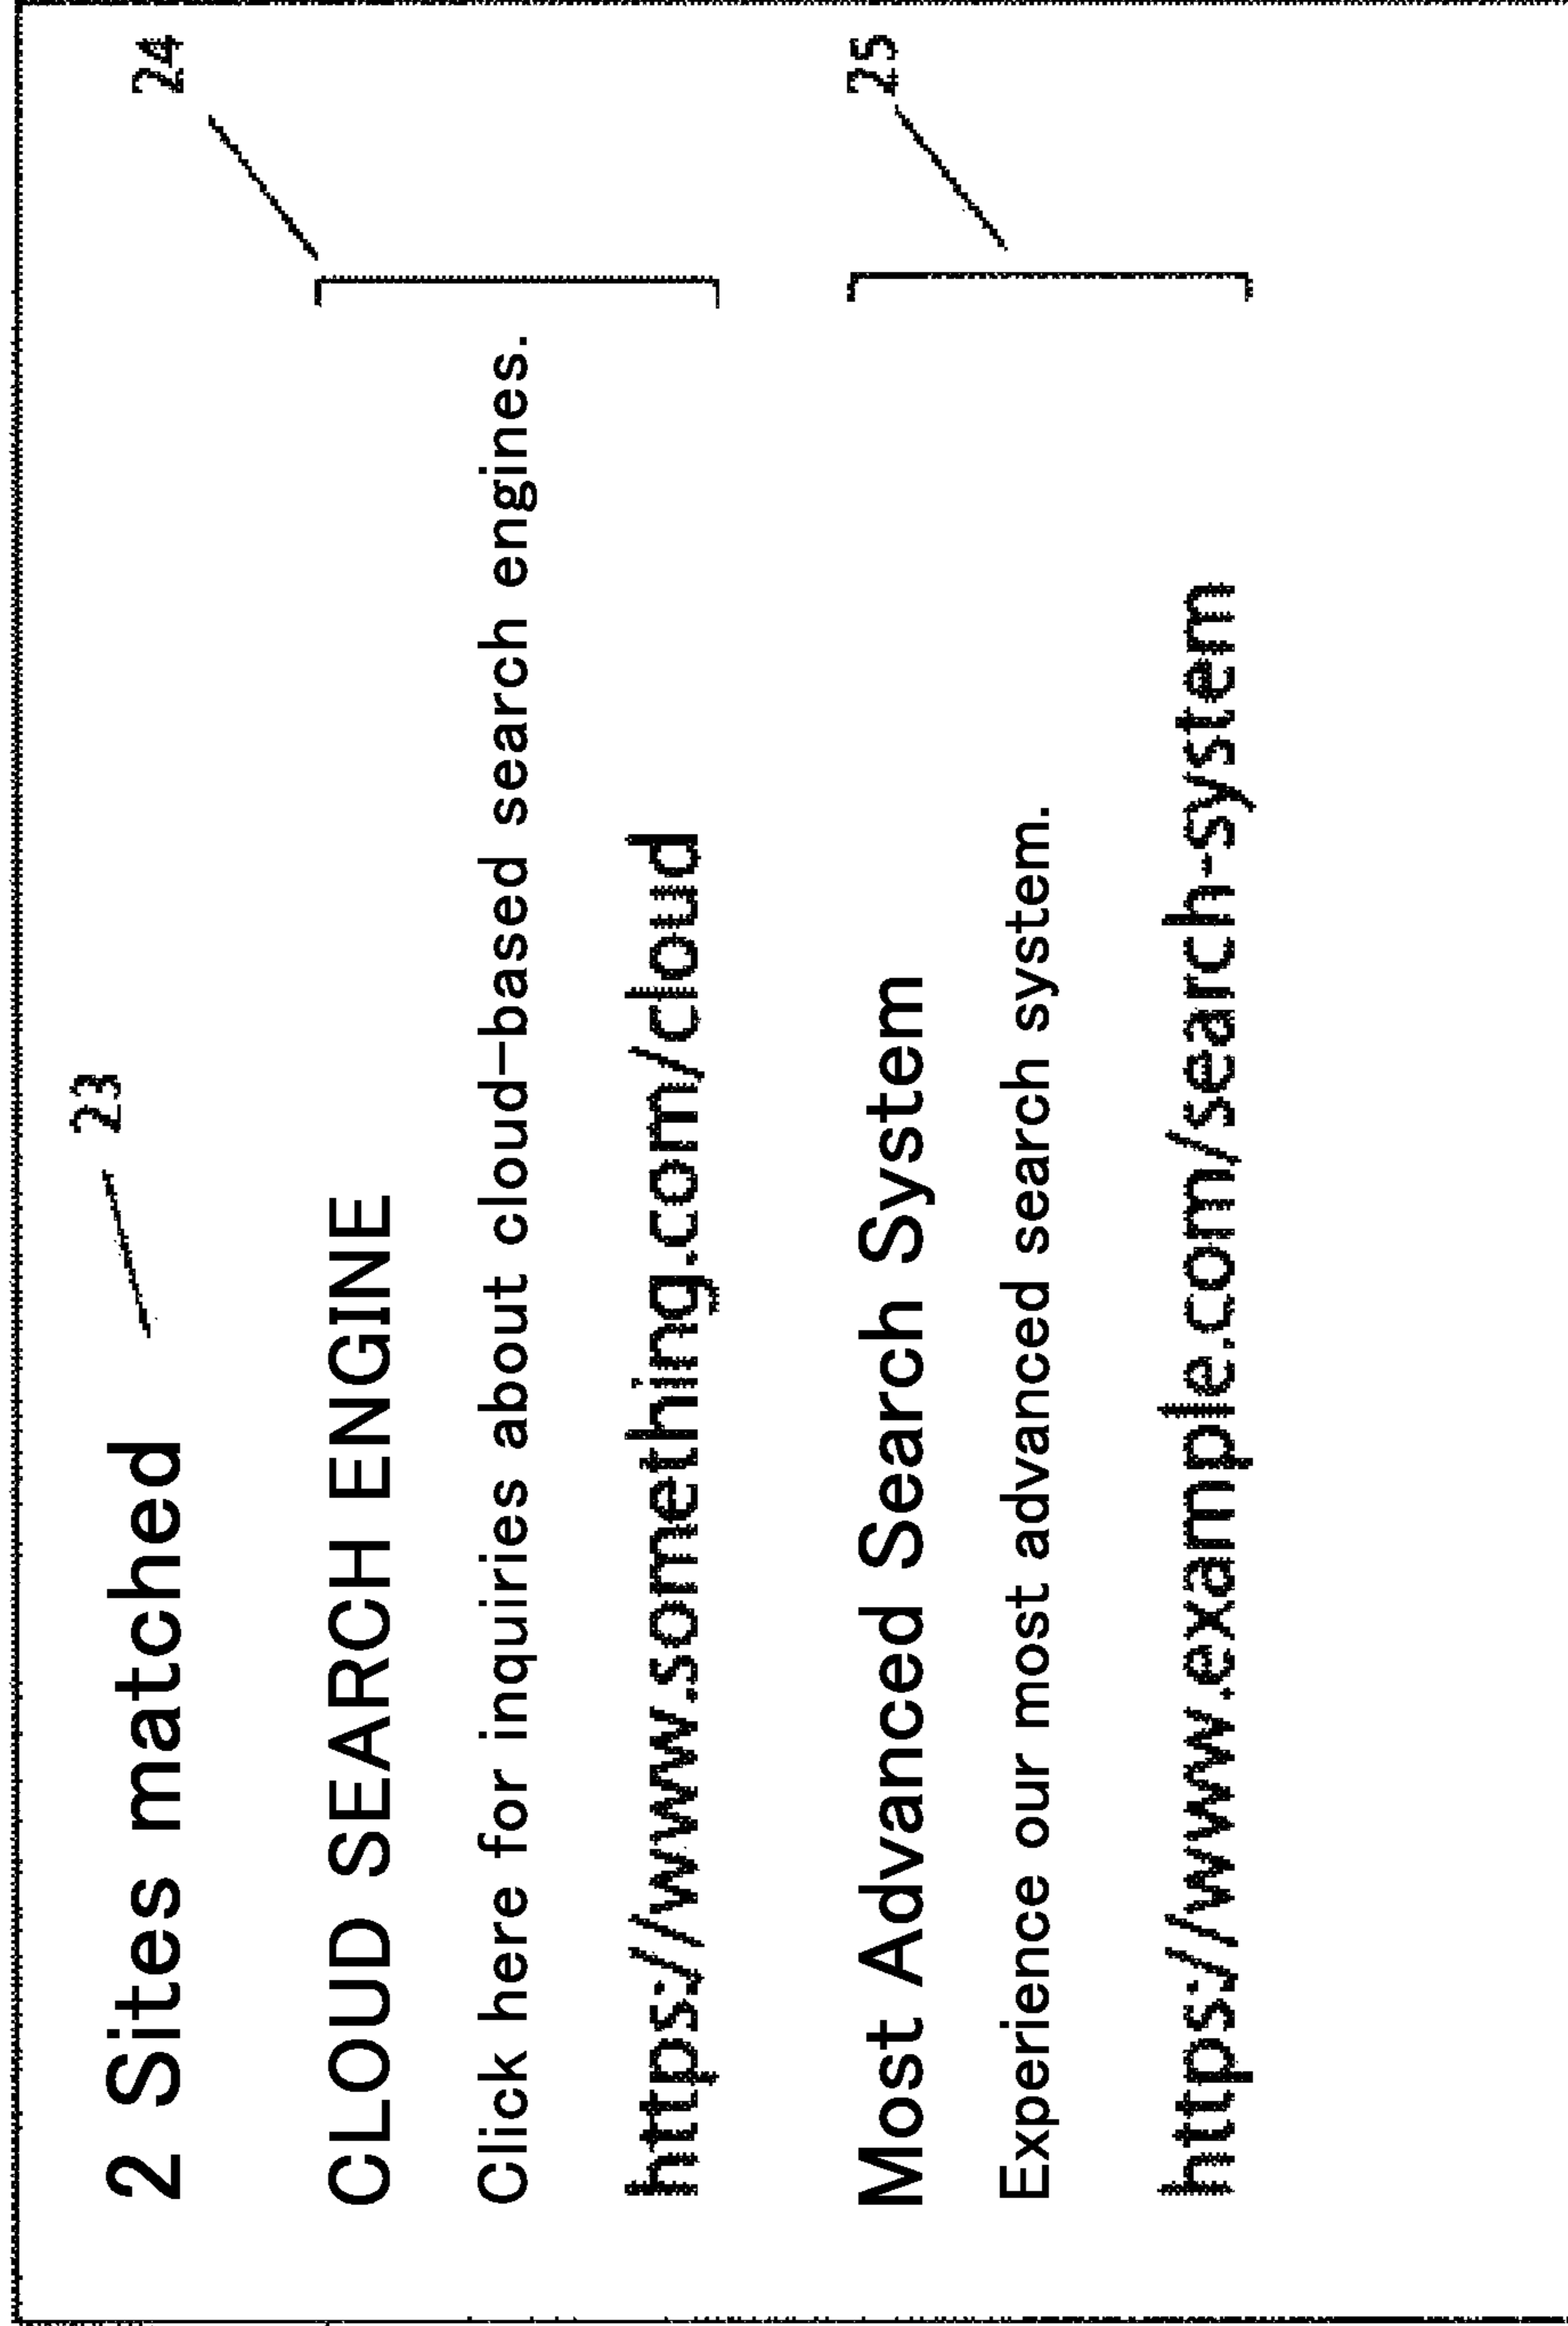 23
2 Sites matched
24
CLOUD SEARCH ENGINE
Click here for inquiries about cloud-based search engines.
https://www.something.com/cloud
25
Most Advanced Search System
Experience our most advanced search system.
https://www.example.com/search-system